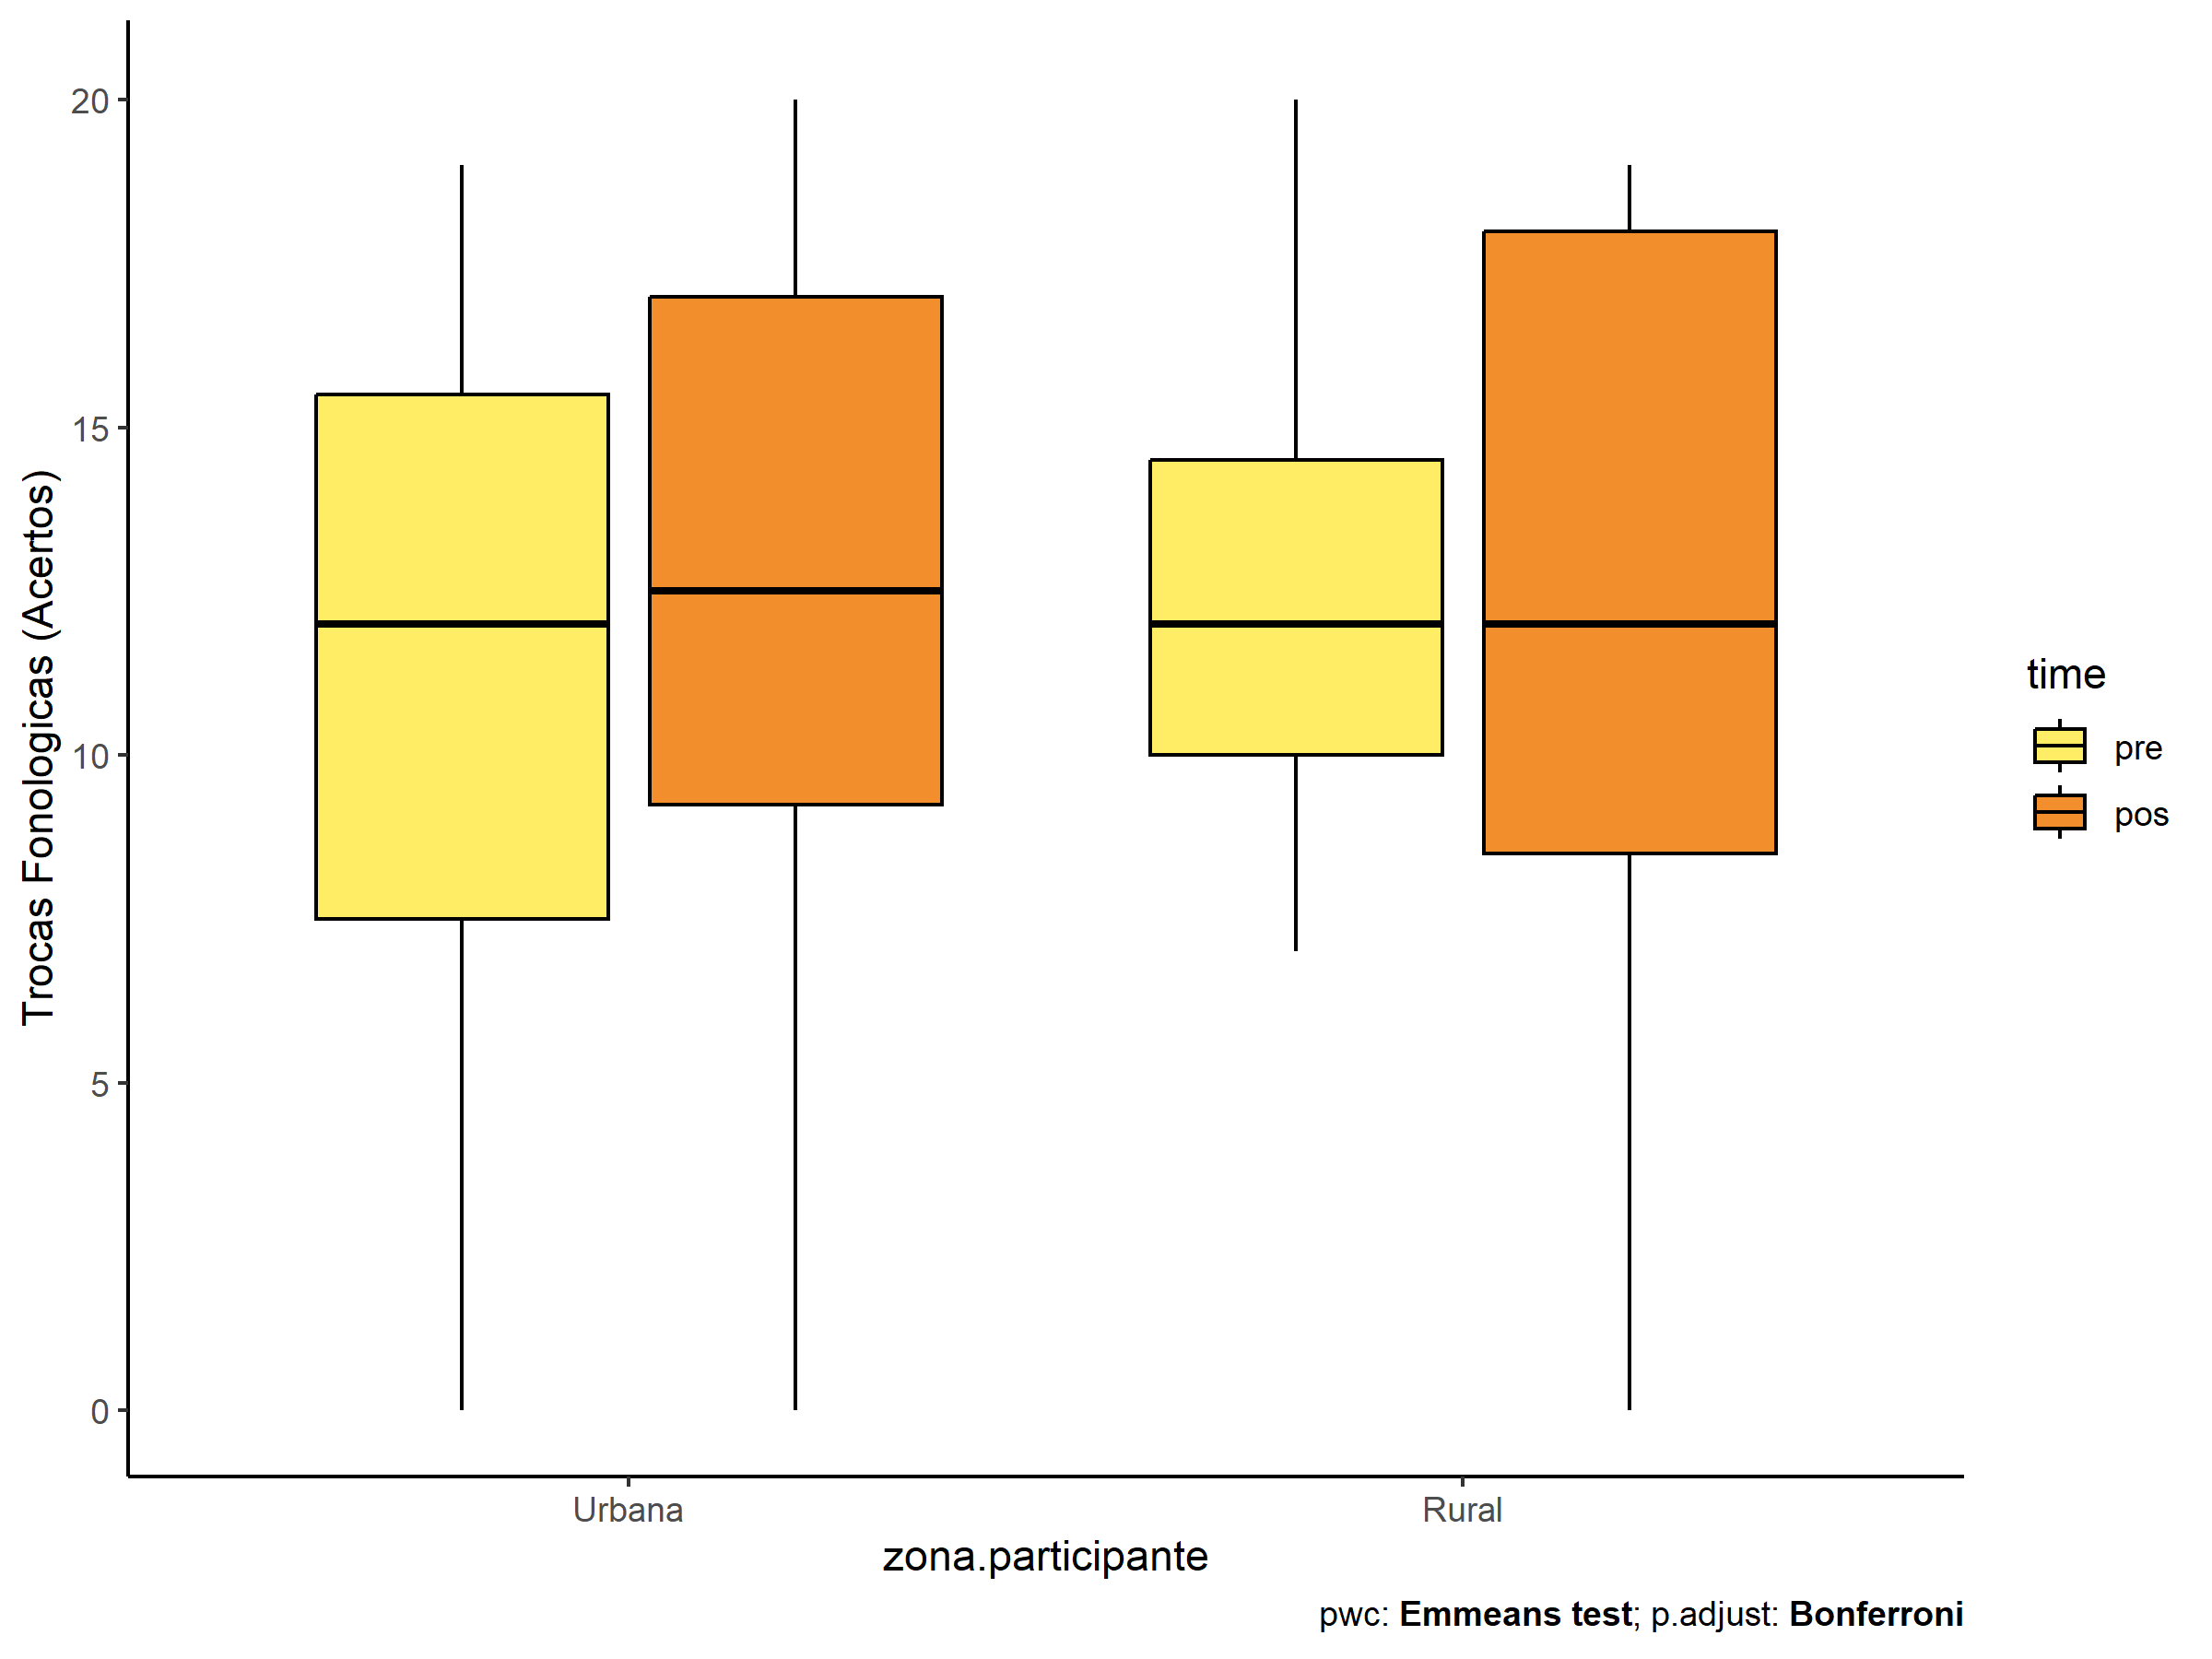 Trocas Fonologicas (Acertos)
20
15
10
5
0
Urbana
Rural
zona.participante
time
pre
pos
pwc: Emmeans test; p.adjust: Bonferroni